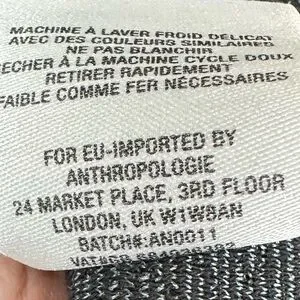 MACHINE À LAVER FROID DÉLICAT
AVEC DES COULEURS SIMILAIRES
NE PAS BLANCHIR
SÉCHER À LA MACHINE CYCLE DOUX
RETIRER RAPIDEMENT
FAIBLE COMME FER NÉCESSAIRES
FOR EU-IMPORTED BY
ANTHROPOLOGIE
24 MARKET PLACE, 3RD FLOOR
LONDON, UK W1W8AN
BATCH#:AN0011